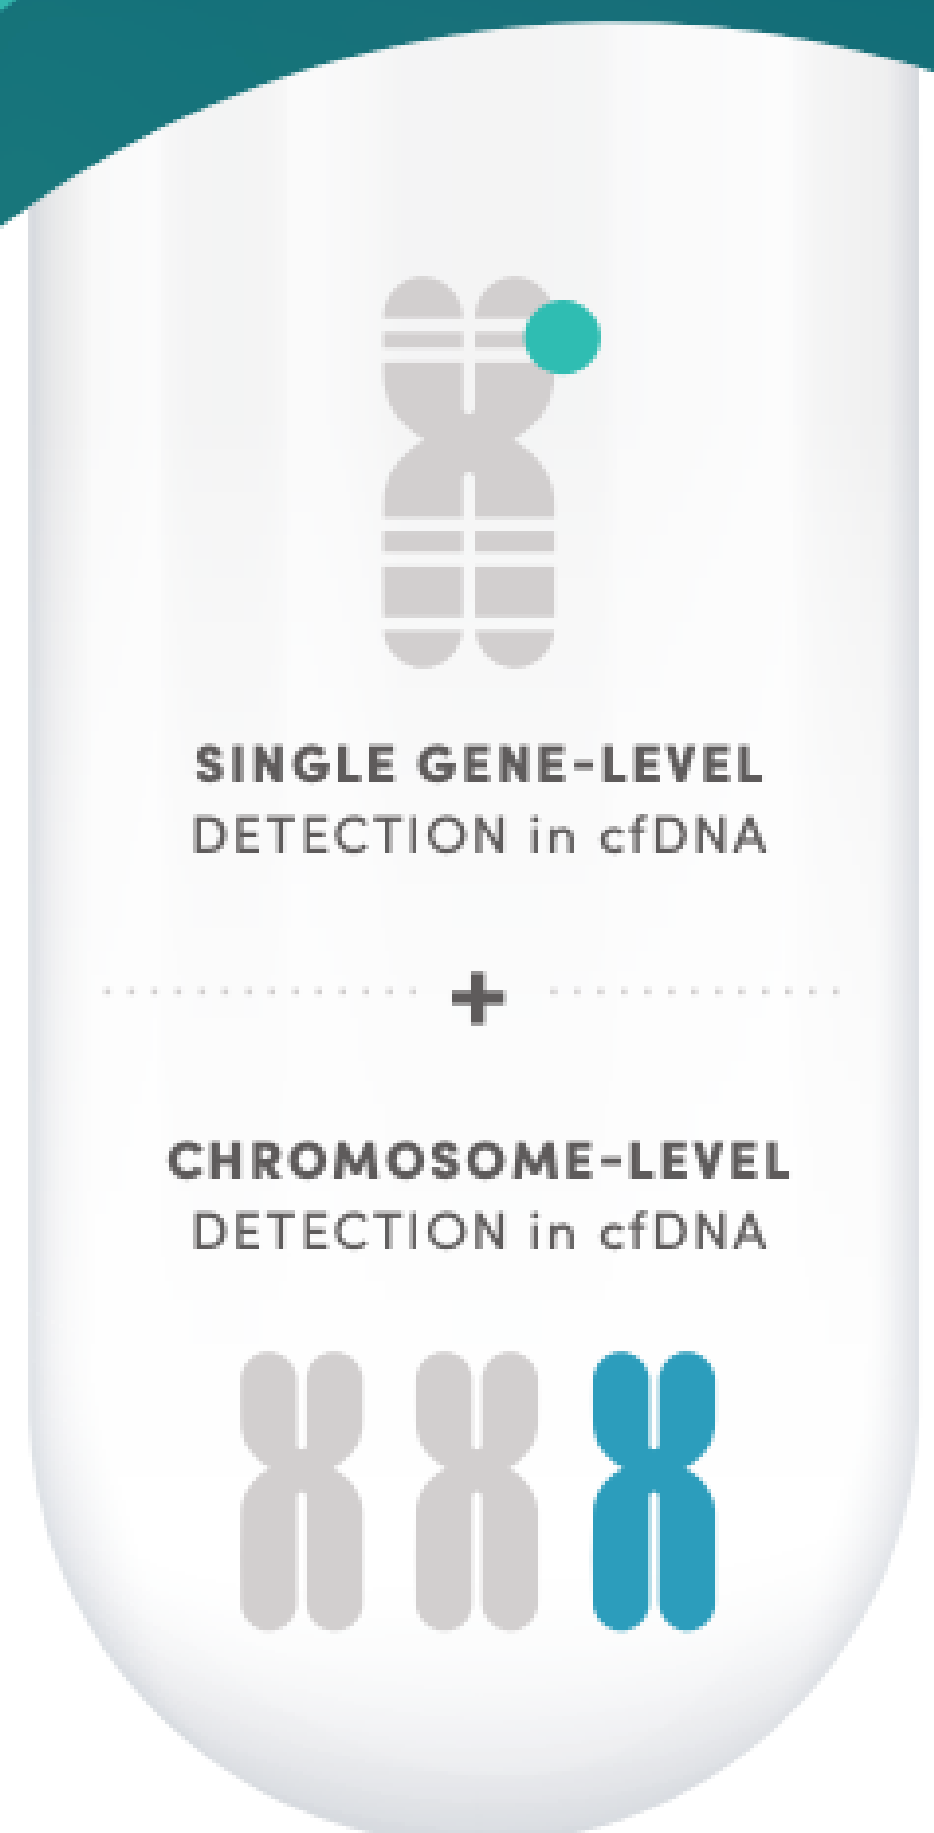 SINGLE GENE-LEVEL
DETECTION in cfDNA
+
CHROMOSOME-LEVEL
DETECTION in cfDNA